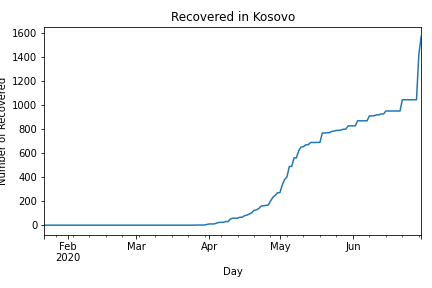 Recovered in Kosovo
1600
1400
1200
1000
800
600
400
200
0
Number of Recovered
Feb
2020
Mar
Apr
May
Jun
Day